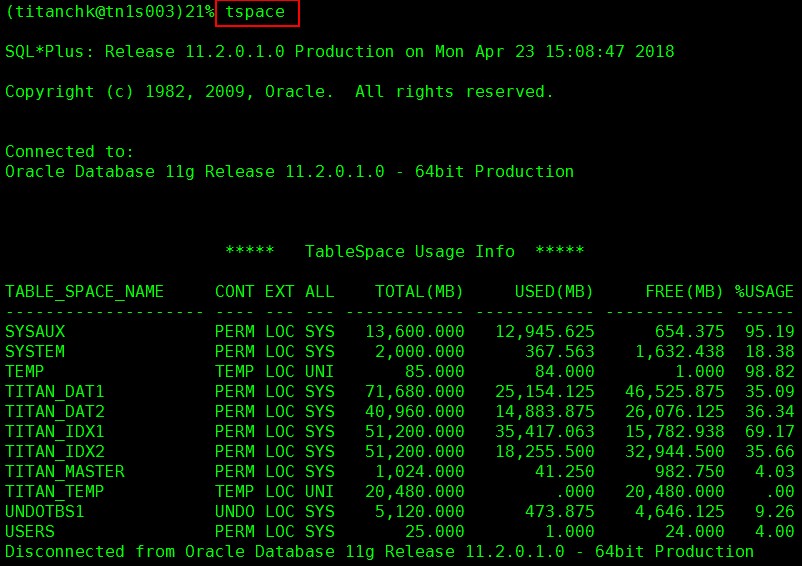 (titanchk@tn1s003)21% tspace
SQL*Plus: Release 11.2.0.1.0 Production on Mon Apr 23 15:08:47 2018
Copyright (c) 1982, 2009, Oracle.  All rights reserved.
Connected to:
Oracle Database 11g Release 11.2.0.1.0 - 64bit Production
*****   TableSpace Usage Info  *****
TABLE_SPACE_NAME     CONT EXT ALL    TOTAL(MB)     USED(MB)     FREE(MB) %USAGE
-------------------- ---- --- --- ------------ ------------ ------------ ------
SYSAUX               PERM LOC SYS   13,600.000   12,945.625      654.375  95.19
SYSTEM               PERM LOC SYS    2,000.000      367.563    1,632.438  18.38
TEMP                 TEMP LOC UNI       85.000       84.000        1.000  98.82
TITAN_DAT1           PERM LOC SYS   71,680.000   25,154.125   46,525.875  35.09
TITAN_DAT2           PERM LOC SYS   40,960.000   14,883.875   26,076.125  36.34
TITAN_IDX1           PERM LOC SYS   51,200.000   35,417.063   15,782.938  69.17
TITAN_IDX2           PERM LOC SYS   51,200.000   18,255.500   32,944.500  35.66
TITAN_MASTER         PERM LOC SYS    1,024.000       41.250      982.750   4.03
TITAN_TEMP           TEMP LOC UNI   20,480.000         .000   20,480.000    .00
UNDOTBS1             UNDO LOC SYS    5,120.000      473.875    4,646.125   9.26
USERS                PERM LOC SYS       25.000        1.000       24.000   4.00
Disconnected from Oracle Database 11g Release 11.2.0.1.0 - 64bit Production